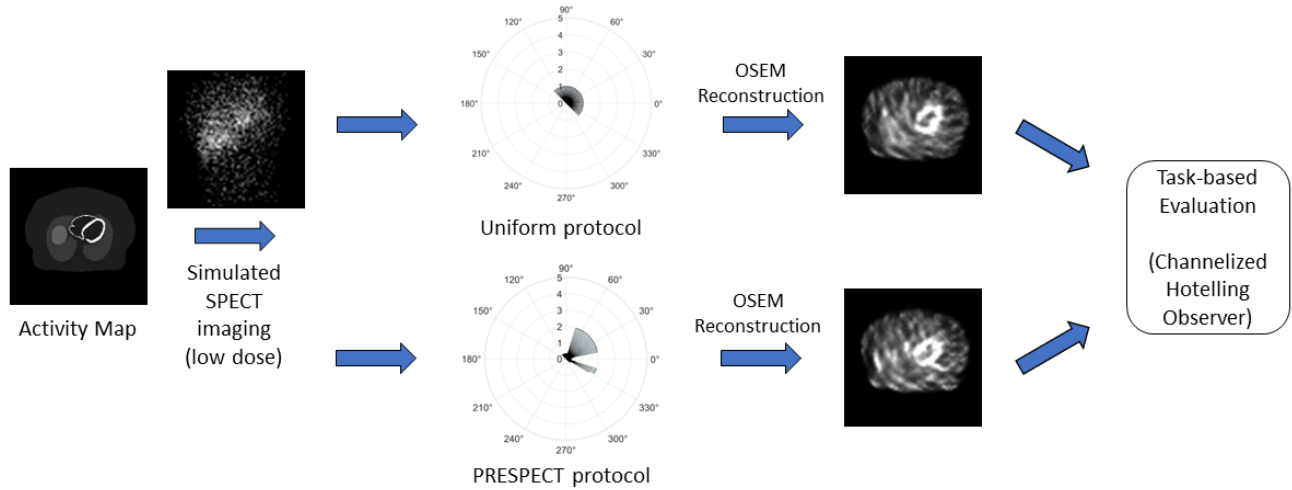 Activity Map
Simulated
SPECT
imaging
(low dose)
90°
120°
60°
150°
30°
180°
0°
210°
330°
240°
300°
270°
5
4
3
2
1
0
Uniform protocol
90°
120°
60°
150°
30°
180°
0°
210°
330°
240°
300°
270°
5
4
3
2
1
0
PRESPECT protocol
OSEM
Reconstruction
OSEM
Reconstruction
Task-based
Evaluation
(Channelized
Hotelling
Observer)